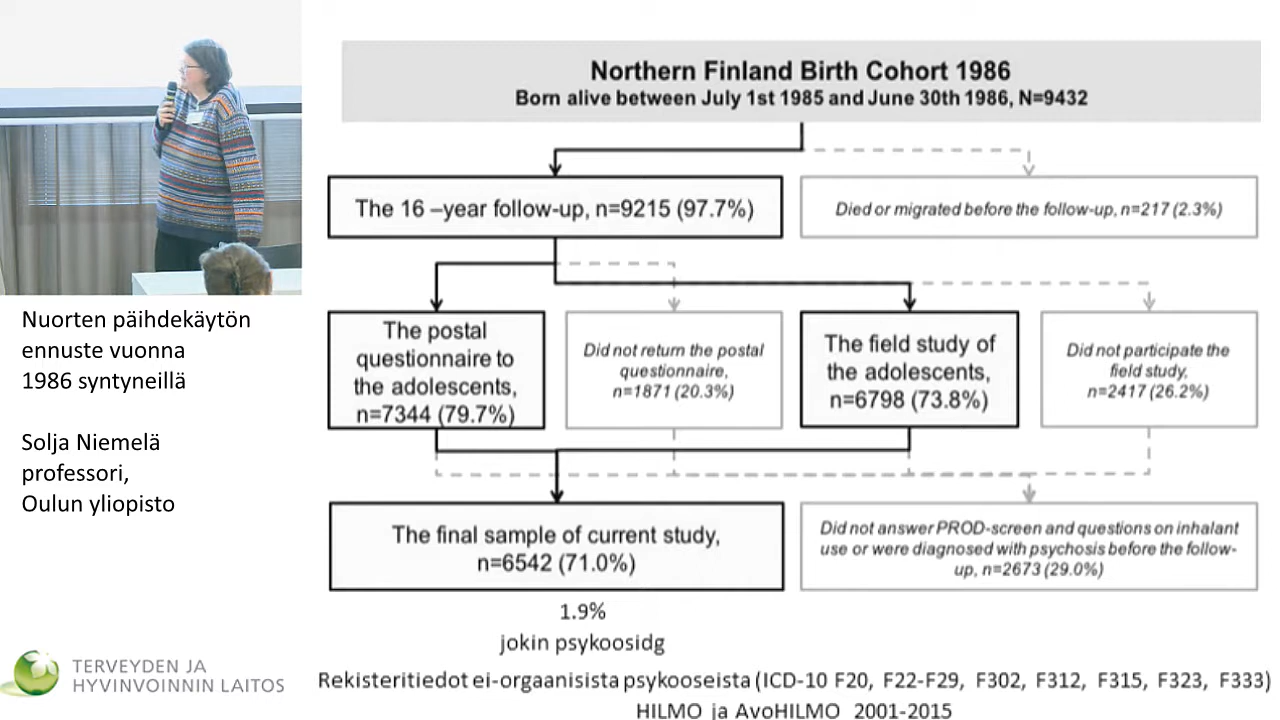 Northern Finland Birth Cohort 1986
Born alive between July 1st 1985 and June 30th 1986, N=9432
The 16 –year follow-up, n=9215 (97.7%)
Died or migrated before the follow-up, n=217 (2.3%)
The postal
questionnaire to
the adolescents,
n=7344 (79.7%)
Did not return the postal
questionnaire,
n=1871 (20.3%)
The field study of
the adolescents,
n=6798 (73.8%)
Did not participate the
field study,
n=2417 (26.2%)
The final sample of current study,
n=6542 (71.0%)
Did not answer PROD-screen and questions on inhalant
use or were diagnosed with psychosis before the follow-
up, n=2673 (29.0%)
1.9%
jokin psykoosidg
Rekisteritiedot ei-orgaanisista psykooseista (ICD-10 F20, F22-F29, F302, F312, F315, F323, F333)
HILMO ja AvoHILMO 2001-2015
Nuorten päihdekäytön
ennuste vuonna
1986 syntyneillä
Solja Niemelä
professori,
Oulun yliopisto
TERVEYDEN JA
HYVINVOINNIN LAITOS